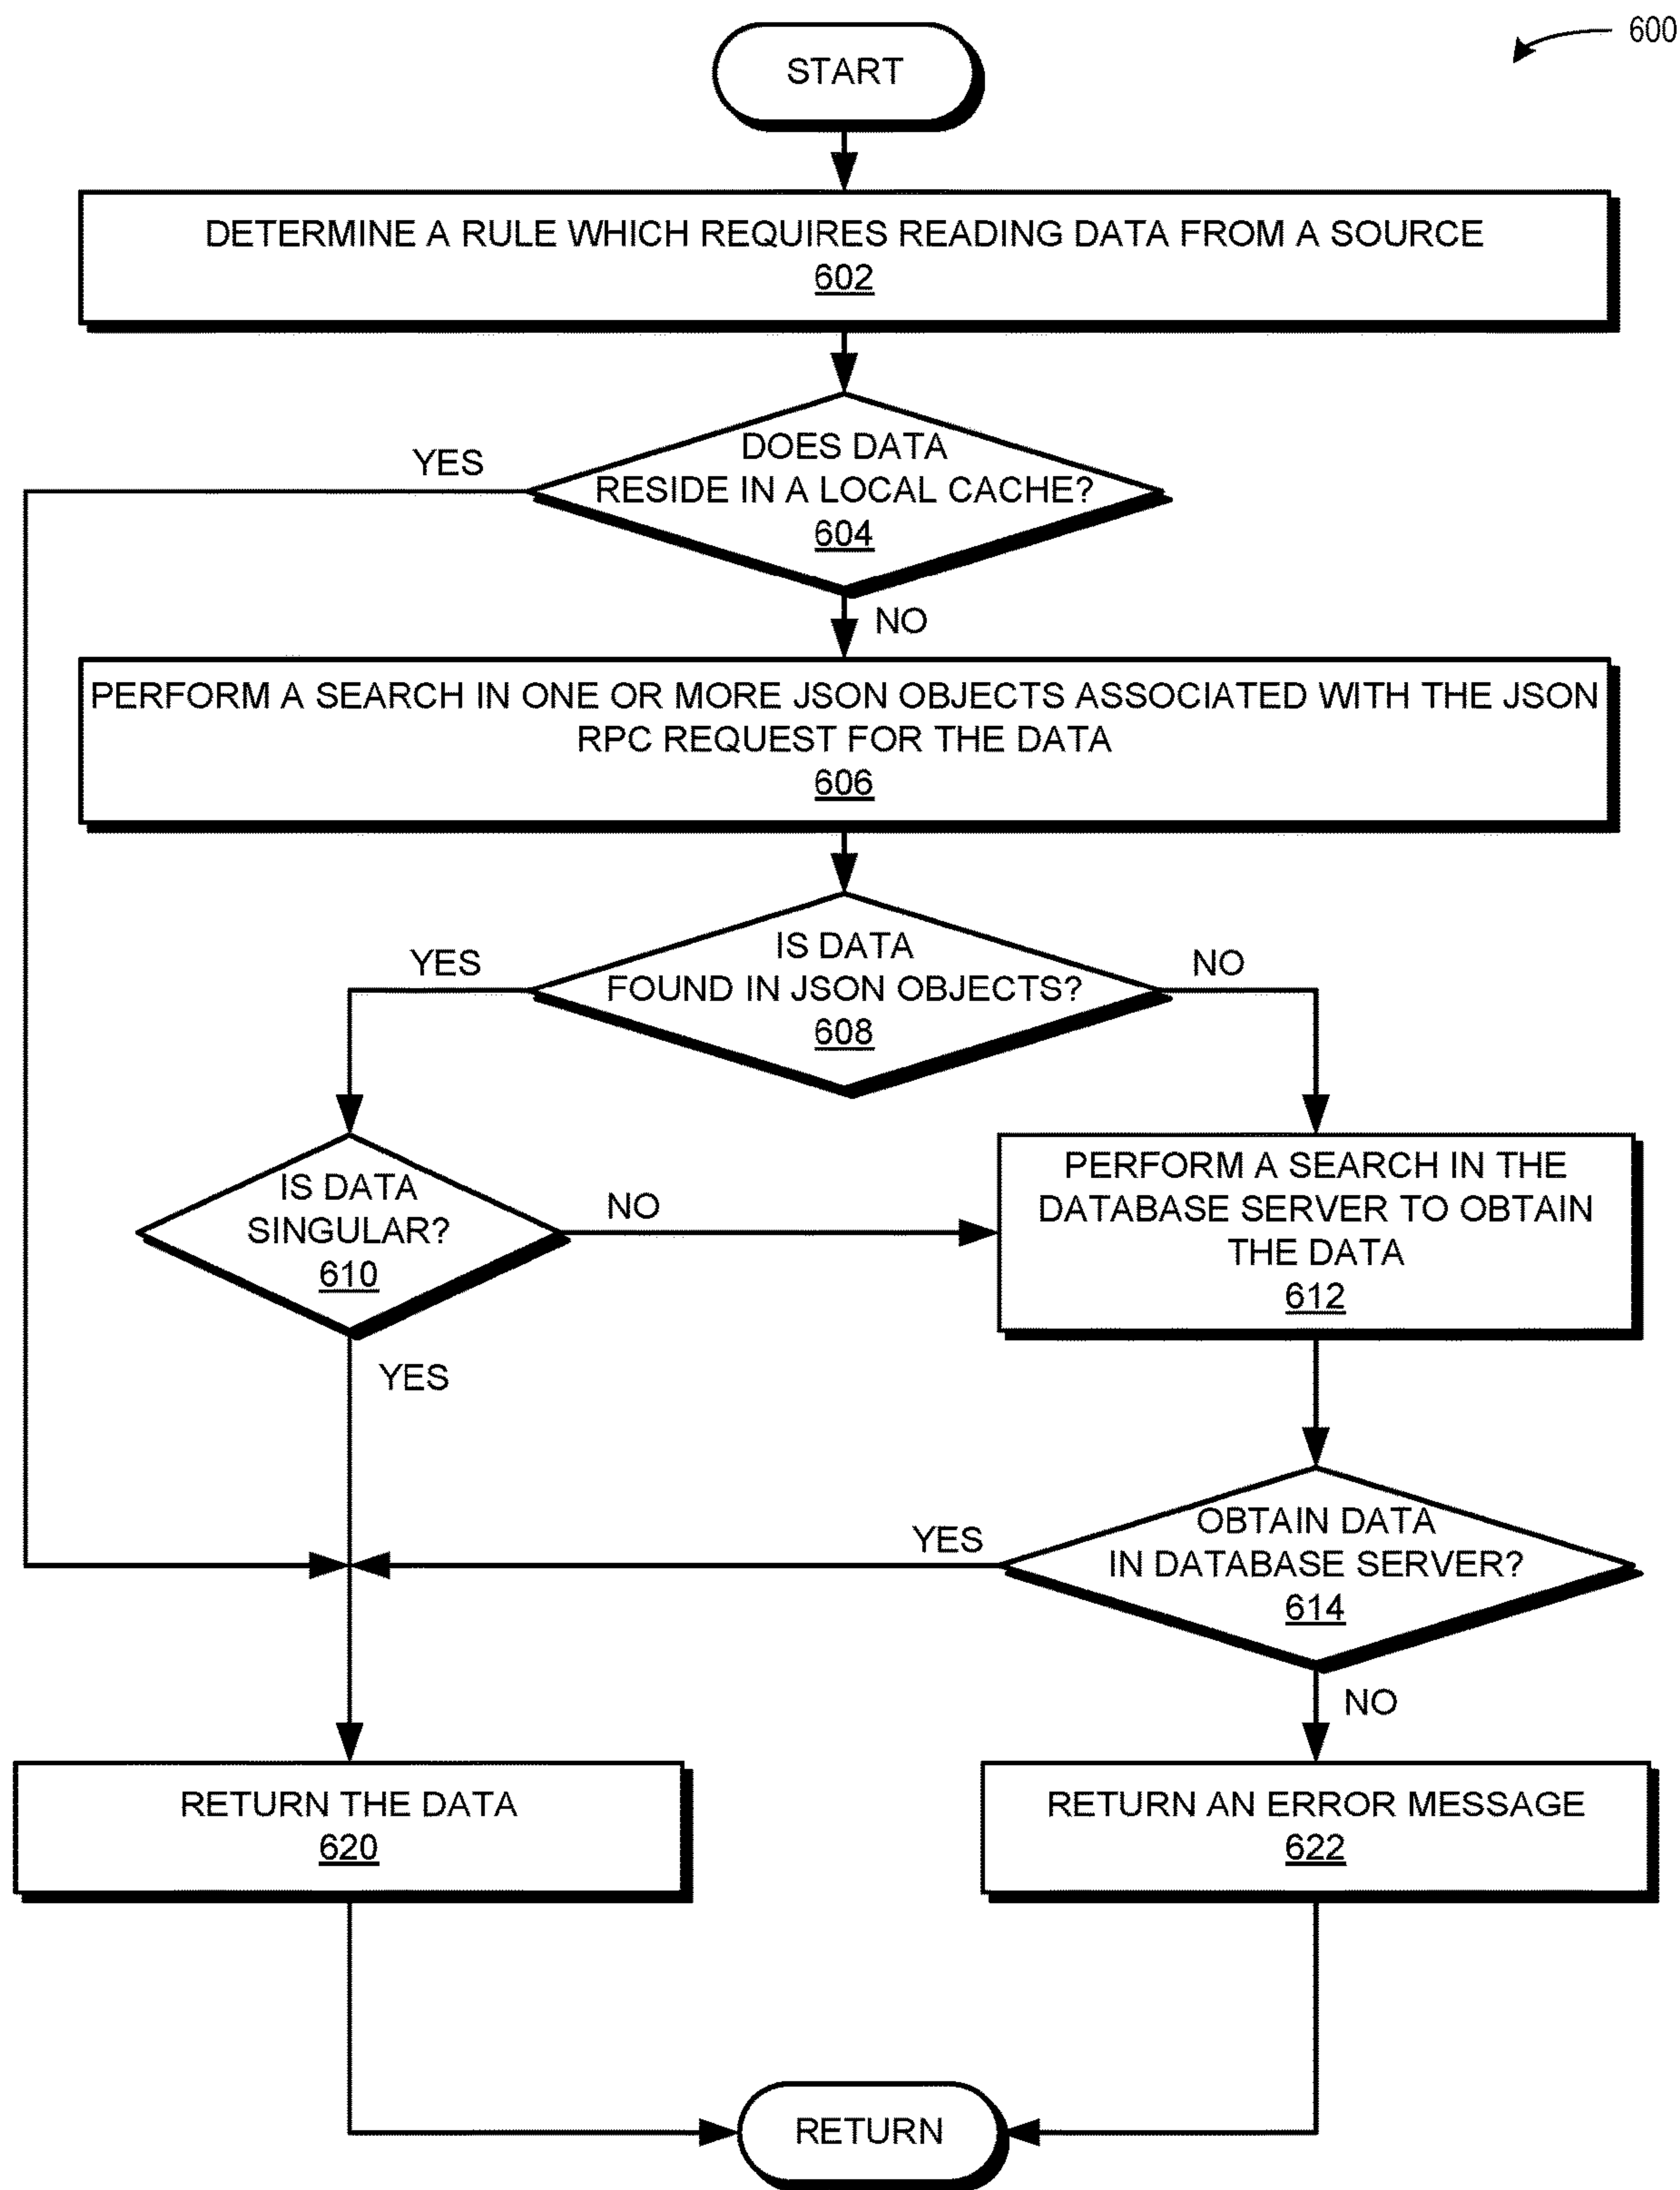 600
START
DETERMINE A RULE WHICH REQUIRES READING DATA FROM A SOURCE
602
DOES DATA
RESIDE IN A LOCAL CACHE?
604
YES
NO
PERFORM A SEARCH IN ONE OR MORE JSON OBJECTS ASSOCIATED WITH THE JSON
RPC REQUEST FOR THE DATA
606
IS DATA
FOUND IN JSON OBJECTS?
608
YES
NO
IS DATA
SINGULAR?
610
NO
YES
PERFORM A SEARCH IN THE
DATABASE SERVER TO OBTAIN
THE DATA
612
OBTAIN DATA
IN DATABASE SERVER?
614
YES
NO
RETURN THE DATA
620
RETURN AN ERROR MESSAGE
622
RETURN